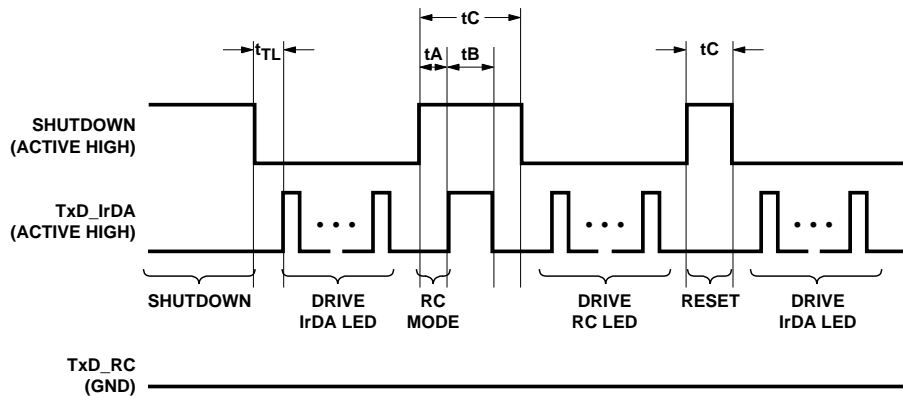 tC
tTL
tA
tB
tC
SHUTDOWN
(ACTIVE HIGH)
TxD_IrDA
(ACTIVE HIGH)
SHUTDOWN
DRIVE
IrDA LED
RC
MODE
DRIVE
RC LED
RESET
DRIVE
IrDA LED
TxD_RC
(GND)